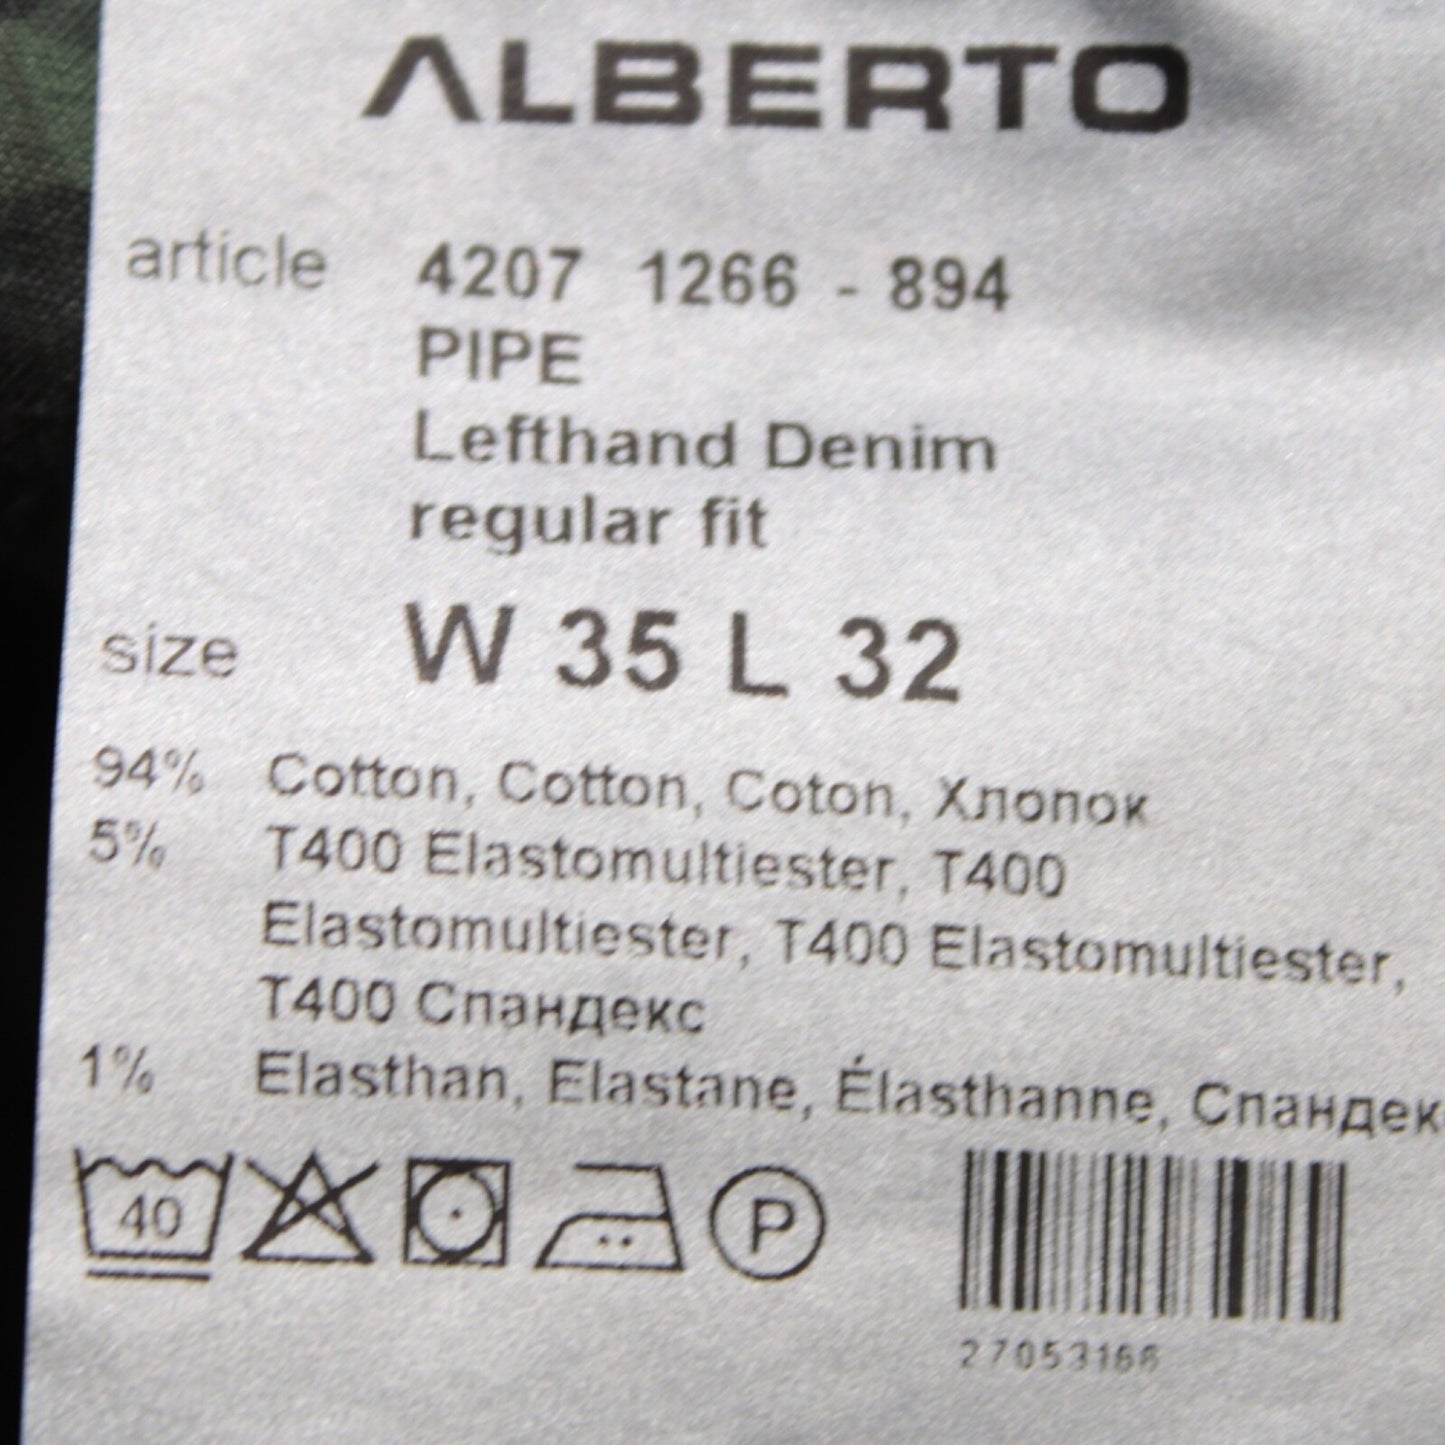 ALBERTO
article 4207 1266 - 894
PIPE
Lefthand Denim
regular fit
size W 35 L 32
94% Cotton, Cotton, Coton, Хлопок
5% T400 Elastomultiester, T400
Elastomultiester, T400 Elastomultiester,
T400 Спандекс
1% Elasthan, Elastane, Élasthanne, Спандек
40
P
27053166